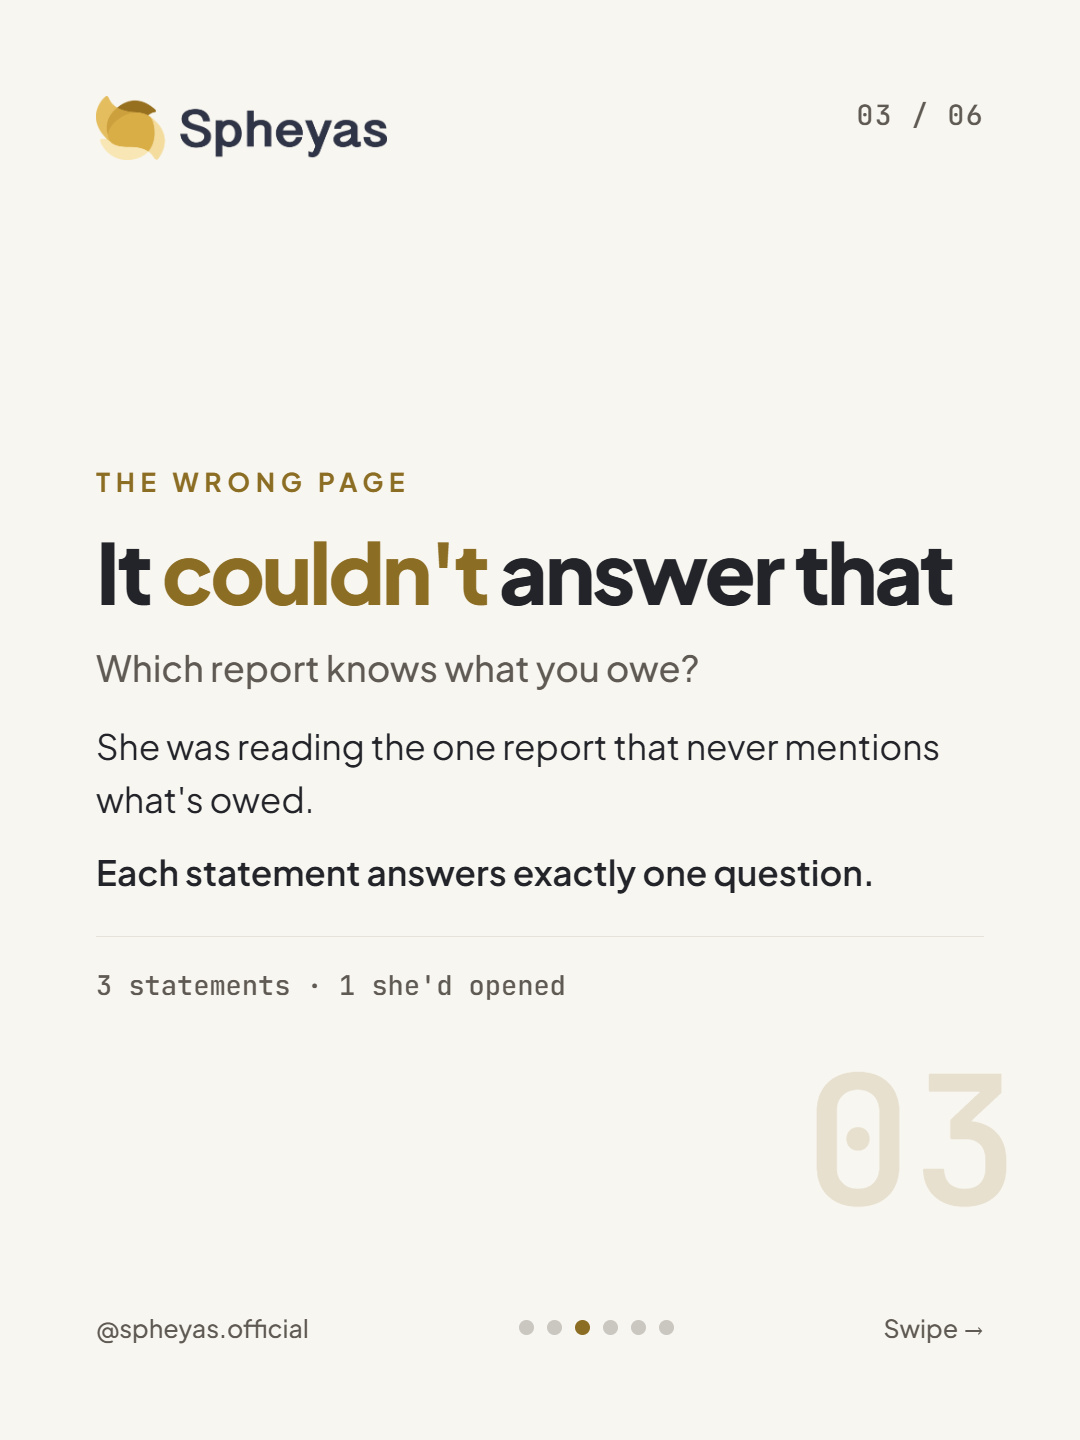 Spheyas
03 / 06
THE WRONG PAGE
It couldn't answer that
Which report knows what you owe?
She was reading the one report that never mentions
what's owed.
Each statement answers exactly one question.
3 statements · 1 she'd opened
03
@spheyas.official
Swipe →